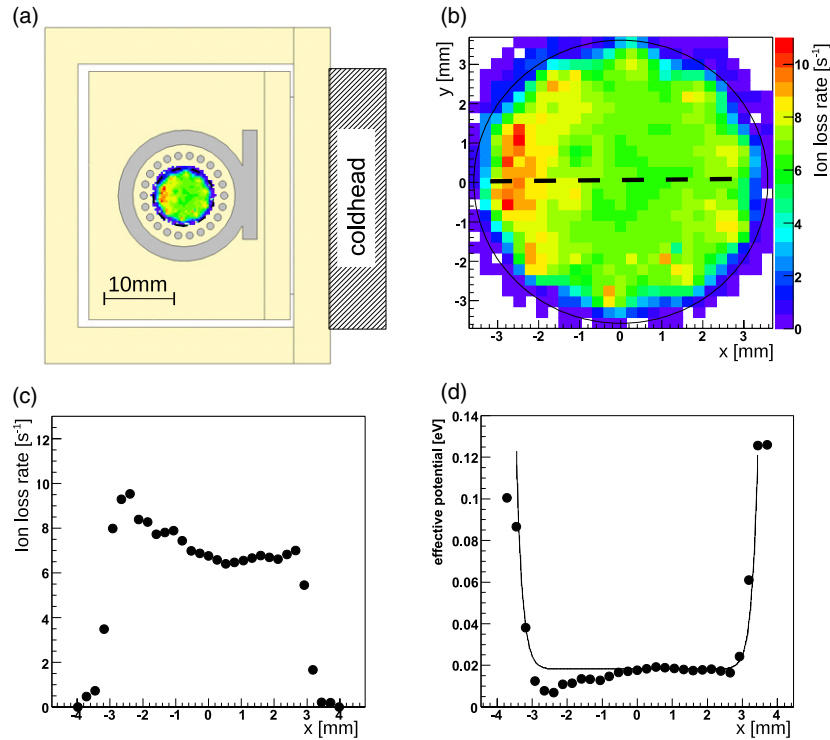 (a)
coldhead
10mm
(b)
y [mm]
3
2
1
0
-1
-2
-3
-3 -2 -1 0 1 2 3
x [mm]
10
8
6
4
2
0
Ion loss rate [s-1]
(c)
Ion loss rate [s-1]
12
10
8
6
4
2
0
-4 -3 -2 -1 0 1 2 3 4
x [mm]
(d)
effective potential [eV]
0.14
0.12
0.1
0.08
0.06
0.04
0.02
0
-4 -3 -2 -1 0 1 2 3 4
x [mm]